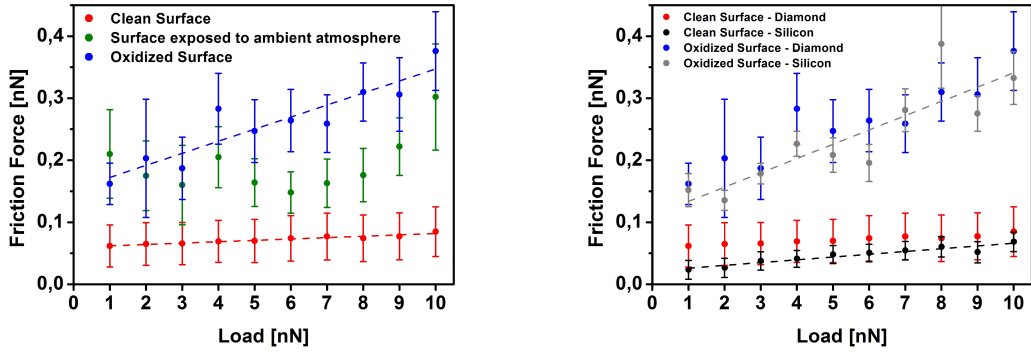 0,4
0,3
0,2
0,1
0,0
Friction Force [nN]
Clean Surface
Surface exposed to ambient atmosphere
Oxidized Surface
0 1 2 3 4 5 6 7 8 9 10
Load [nN]
0,4
0,3
0,2
0,1
0,0
Friction Force [nN]
Clean Surface - Diamond
Clean Surface - Silicon
Oxidized Surface - Diamond
Oxidized Surface - Silicon
0 1 2 3 4 5 6 7 8 9 10
Load [nN]